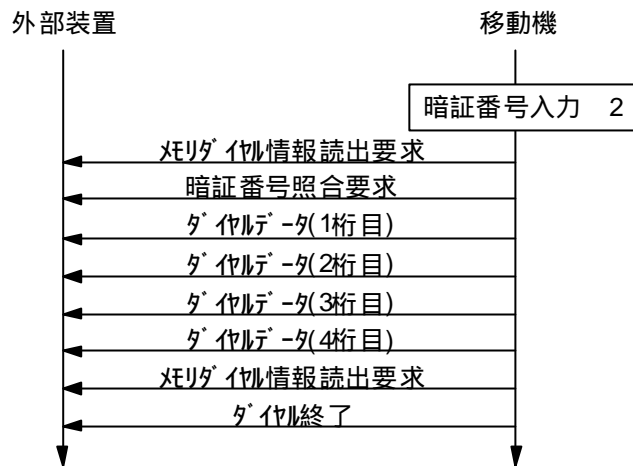 外部装置 移動機
暗証番号入力 2
ﾒﾓﾘﾀﾞｲﾔﾙ情報読出要求
暗証番号照合要求
ﾀﾞｲﾔﾙﾃﾞｰﾀ(1桁目)
ﾀﾞｲﾔﾙﾃﾞｰﾀ(2桁目)
ﾀﾞｲﾔﾙﾃﾞｰﾀ(3桁目)
ﾀﾞｲﾔﾙﾃﾞｰﾀ(4桁目)
ﾒﾓﾘﾀﾞｲﾔﾙ情報読出要求
ﾀﾞｲﾔﾙ終了